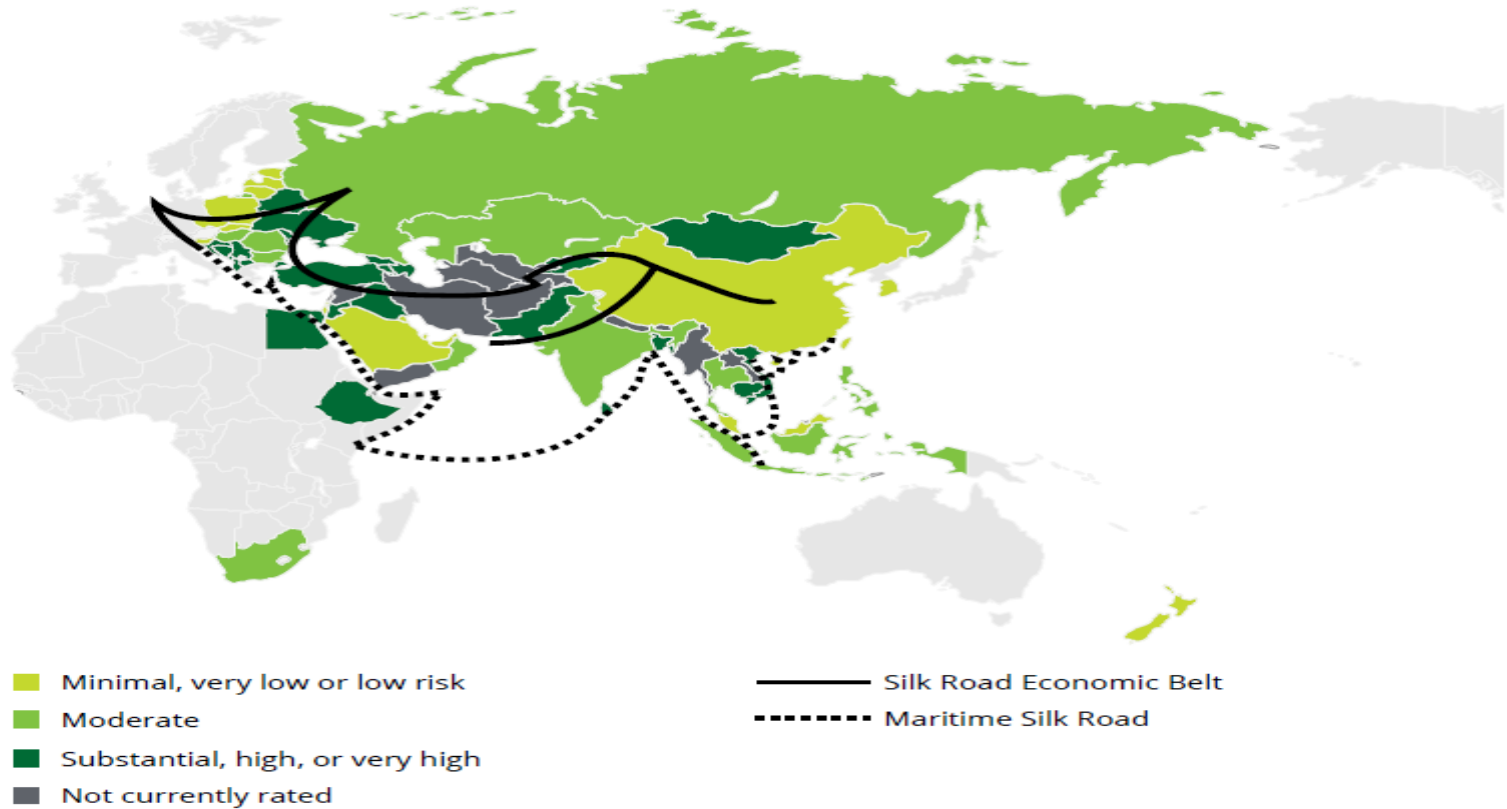 Minimal, very low or low risk
Moderate
Substantial, high, or very high
Not currently rated
Silk Road Economic Belt
Maritime Silk Road